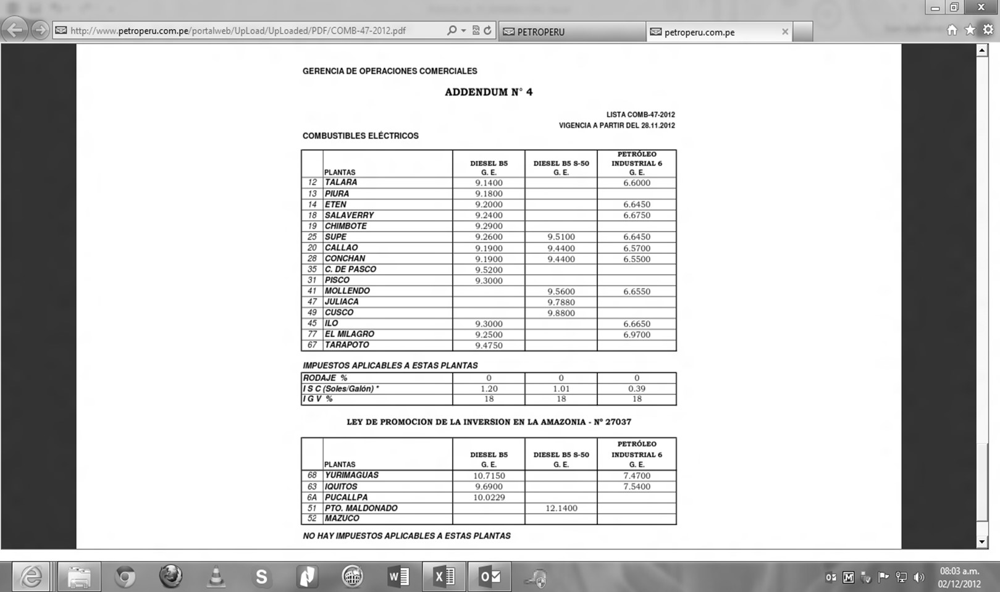 http://www.petroperu.com.pe/portalweb/UpLoad/UpLoaded/PDF/COMB-47-2012.pdf
PETROPERU
petroperu.com.pe
GERENCIA DE OPERACIONES COMERCIALES
ADDENDUM N° 4
LISTA COMB-47-2012
VIGENCIA A PARTIR DEL 28.11.2012
COMBUSTIBLES ELÉCTRICOS
PLANTAS DIESEL B5 G. E. DIESEL B5 S-50 G. E. PETRÓLEO INDUSTRIAL 6 G. E.
12 TALARA 9.1400 6.6000
13 PIURA 9.1800
14 ETEN 9.2000 6.6450
18 SALAVERRY 9.2400 6.6750
19 CHIMBOTE 9.2900
25 SUPE 9.2600 9.5100 6.6450
20 CALLAO 9.1900 9.4400 6.5700
28 CONCHAN 9.1900 9.4400 6.5500
35 C. DE PASCO 9.5200
31 PISCO 9.3000
41 MOLLENDO 9.5600 6.6550
47 JULIACA 9.7880
49 CUSCO 9.8800
45 ILO 9.3000 6.6650
77 EL MILAGRO 9.2500 6.9700
67 TARAPOTO 9.4750
IMPUESTOS APLICABLES A ESTAS PLANTAS
RODAJE % 0 0 0
I S C (Soles/Galón) * 1.20 1.01 0.39
I G V % 18 18 18
LEY DE PROMOCION DE LA INVERSION EN LA AMAZONIA - Nº 27037
PLANTAS DIESEL B5 G. E. DIESEL B5 S-50 G. E. PETRÓLEO INDUSTRIAL 6 G. E.
68 YURIMAGUAS 10.7150 7.4700
63 IQUITOS 9.6900 7.5400
6A PUCALLPA 10.0229
51 PTO. MALDONADO 12.1400
52 MAZUCO
NO HAY IMPUESTOS APLICABLES A ESTAS PLANTAS
08:03 a.m.
02/12/2012